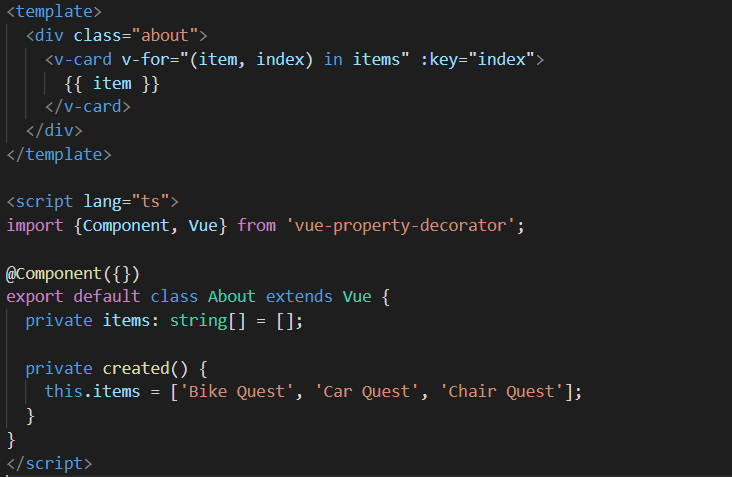 <template>
<div class="about">
<v-card v-for="(item, index) in items" :key="index">
{{ item }}
</v-card>
</div>
</template>
<script lang="ts">
import {Component, Vue} from 'vue-property-decorator';
@Component({})
export default class About extends Vue {
private items: string[] = [];
private created() {
this.items = ['Bike Quest', 'Car Quest', 'Chair Quest'];
}
}
</script>